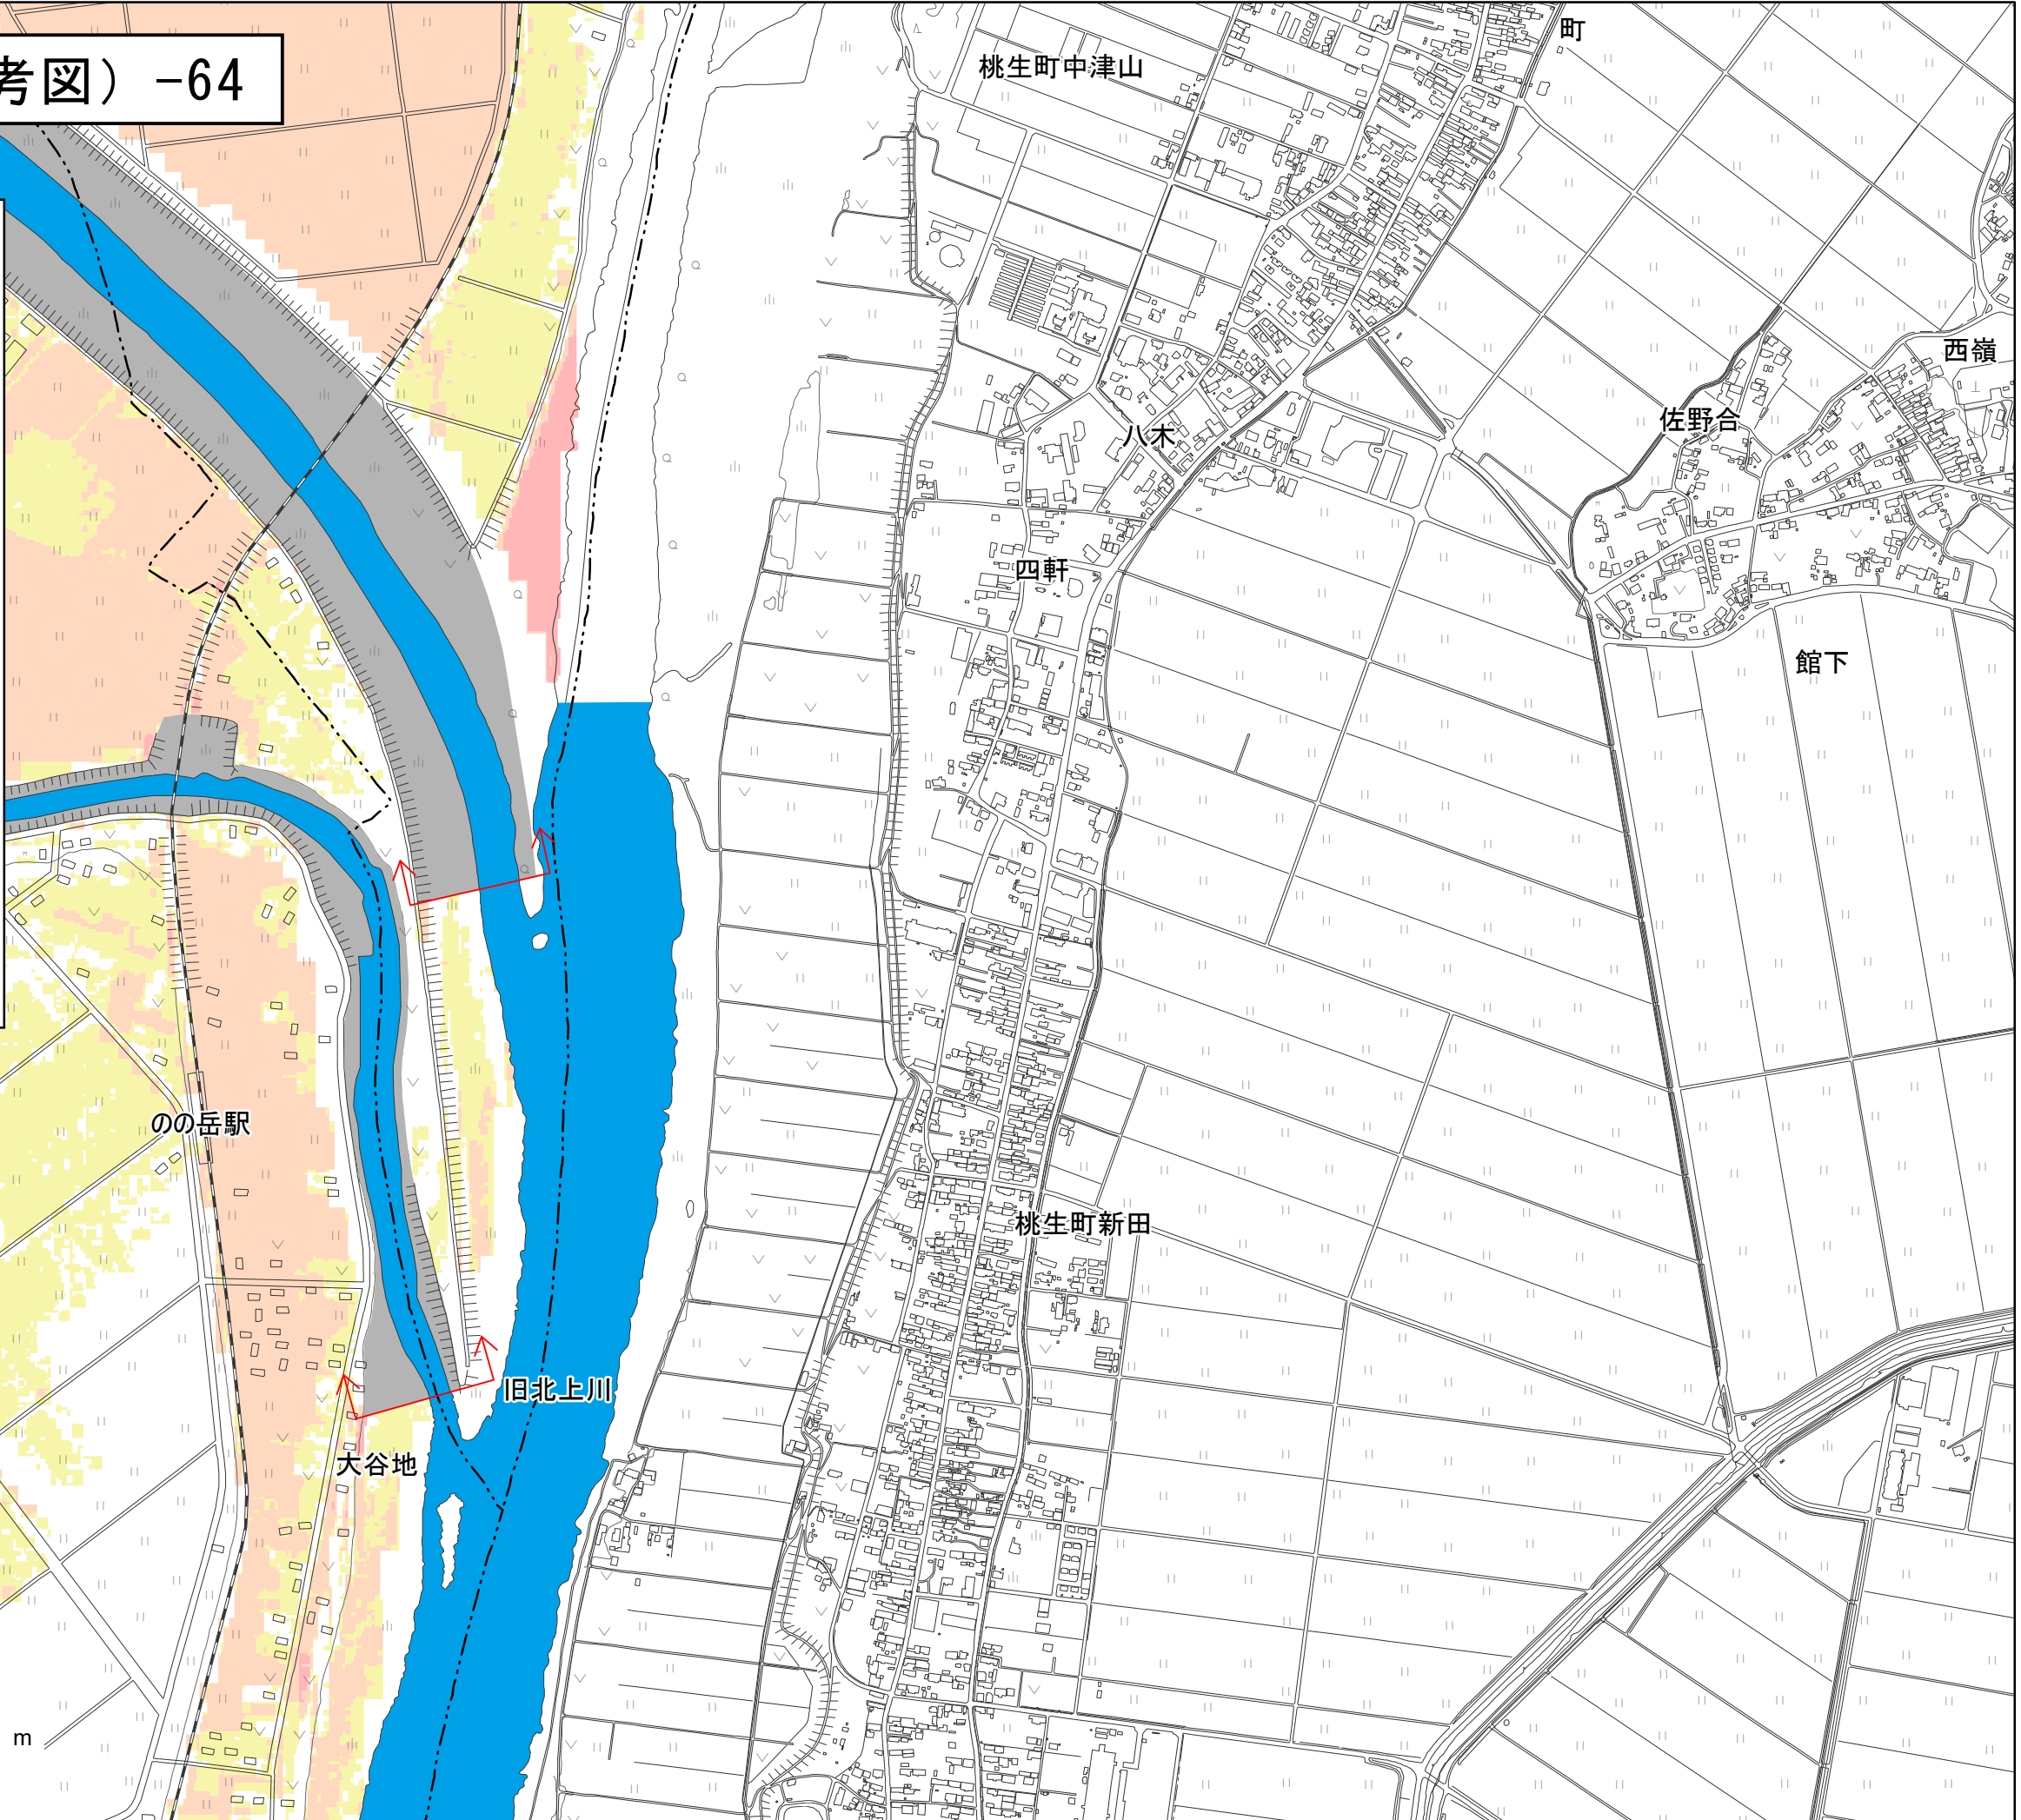 考図）-64
町
桃生町中津山
西嶺
佐野合
八木
四軒
館下
のの岳駅
桃生町新田
旧北上川
大谷地
m